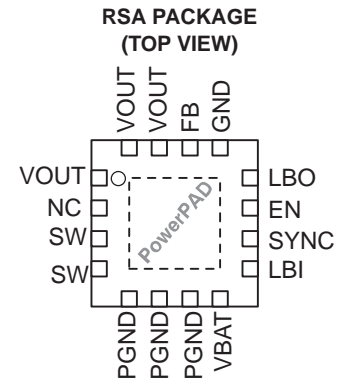 RSA PACKAGE
(TOP VIEW)
VOUT
VOUT
FB
GND
VOUT
NC
SW
SW
PowerPAD
LBO
EN
SYNC
LBI
PGND
PGND
PGND
VBAT